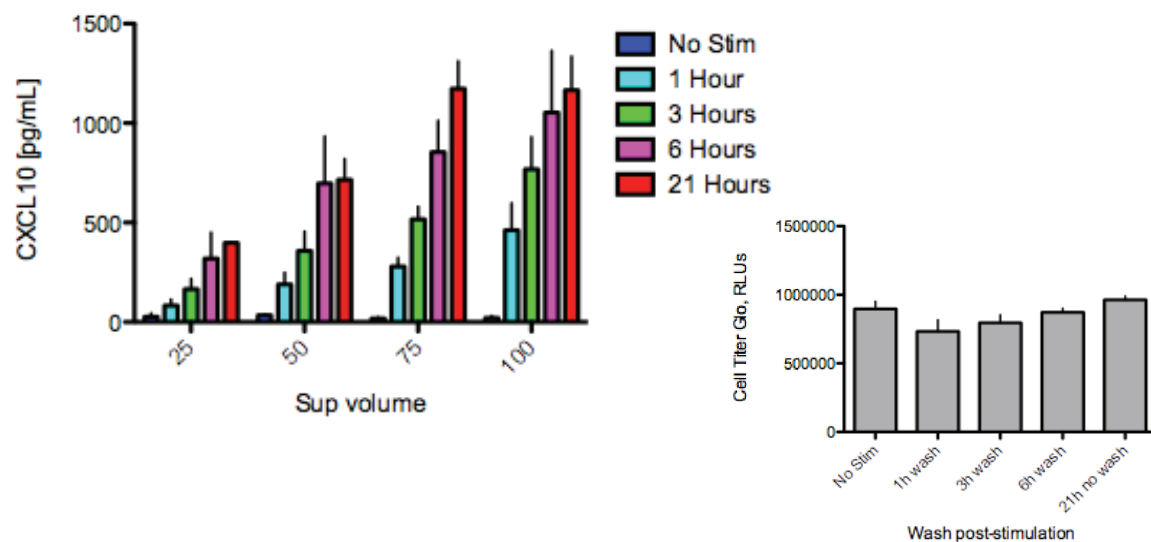 1500
1000
500
0
CXCL10 [pg/mL]
25
50
75
100
Sup volume
No Stim
1 Hour
3 Hours
6 Hours
21 Hours
1500000
1000000
500000
0
Cell Titer Glo, RLUs
No Stim
1h wash
3h wash
6h wash
21h no wash
Wash post-stimulation